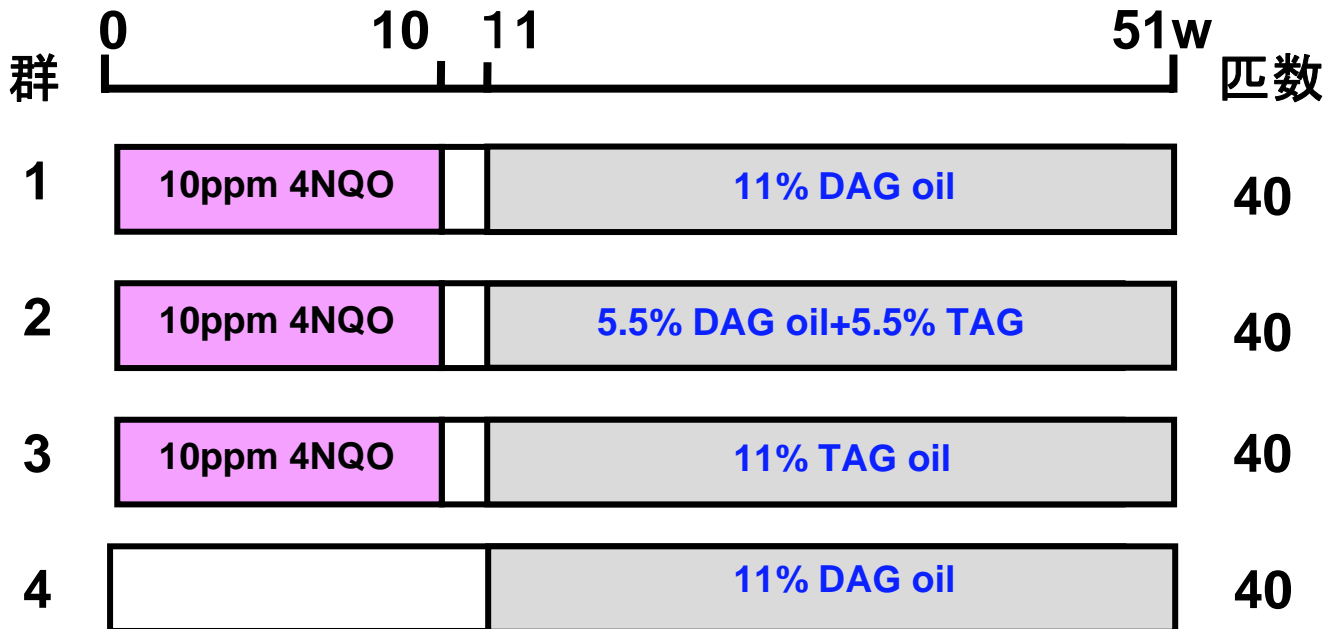 0 10 11 51w
群 匹数
1 10ppm 4NQO 11% DAG oil 40
2 10ppm 4NQO 5.5% DAG oil+5.5% TAG 40
3 10ppm 4NQO 11% TAG oil 40
4 11% DAG oil 40